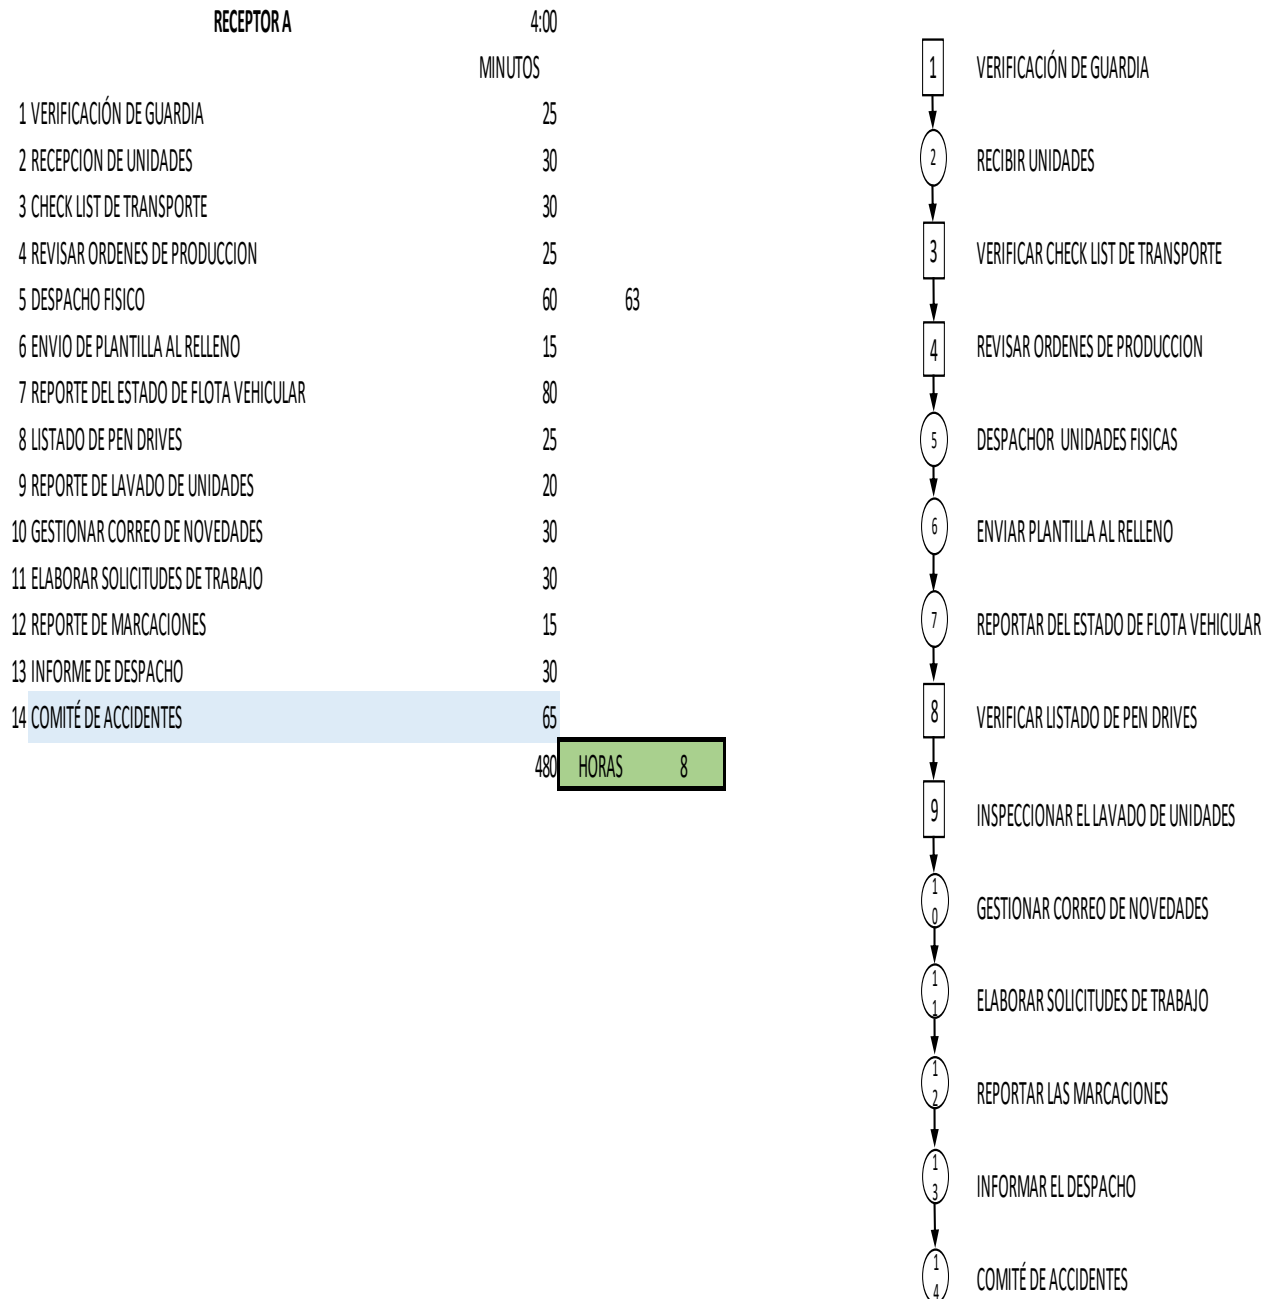 RECEPTOR A 4:00
MINUTOS
1 VERIFICACIÓN DE GUARDIA 25
2 RECEPCION DE UNIDADES 30
3 CHECK LIST DE TRANSPORTE 30
4 REVISAR ORDENES DE PRODUCCION 25
5 DESPACHO FISICO 60 63
6 ENVIO DE PLANTILLA AL RELLENO 15
7 REPORTE DEL ESTADO DE FLOTA VEHICULAR 80
8 LISTADO DE PEN DRIVES 25
9 REPORTE DE LAVADO DE UNIDADES 20
10 GESTIONAR CORREO DE NOVEDADES 30
11 ELABORAR SOLICITUDES DE TRABAJO 30
12 REPORTE DE MARCACIONES 15
13 INFORME DE DESPACHO 30
14 COMITÉ DE ACCIDENTES 65
480 HORAS 8
1 VERIFICACIÓN DE GUARDIA
2 RECIBIR UNIDADES
3 VERIFICAR CHECK LIST DE TRANSPORTE
4 REVISAR ORDENES DE PRODUCCION
5 DESPACHOR UNIDADES FISICAS
6 ENVIAR PLANTILLA AL RELLENO
7 REPORTAR DEL ESTADO DE FLOTA VEHICULAR
8 VERIFICAR LISTADO DE PEN DRIVES
9 INSPECCIONAR EL LAVADO DE UNIDADES
10 GESTIONAR CORREO DE NOVEDADES
11 ELABORAR SOLICITUDES DE TRABAJO
12 REPORTAR LAS MARCACIONES
13 INFORMAR EL DESPACHO
14 COMITÉ DE ACCIDENTES